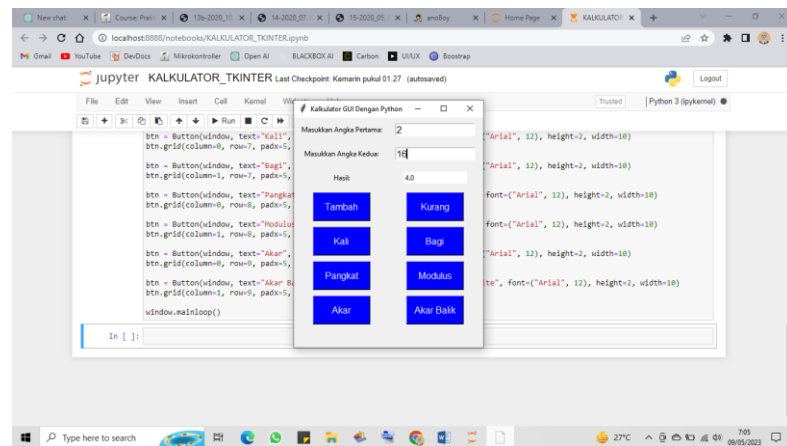 New chat
Course: Prain
13b-2020_10.
14-2020_07.
15-2020_05.
anoBoy
Home Page
KALKULATOR
localhost:8888/notebooks/KALKULATOR_TKINTER.ipynb
Gmail YouTube DevDocs Mikrokontroller Open AI BLACKBOX AI Carbon UI/UX Boostrap
jupyter KALKULATOR_TKINTER Last Checkpoint: Kemarin pukul 01.27 (autosaved)
Logout
File Edit View Insert Cell Kernel
Trusted Python 3 (ipykernel)
Run
btn = Button(window, text="Kali", ("Arial", 12), height=2, width=10)
btn.grid(column=0, row=7, padx=5,
btn = Button(window, text="Bagi", ("Arial", 12), height=2, width=10)
btn.grid(column=1, row=7, padx=5,
btn = Button(window, text="Pangkat font=("Arial", 12), height=2, width=10)
btn.grid(column=0, row=8, padx=5,
btn = Button(window, text="Modulus font=("Arial", 12), height=2, width=10)
btn.grid(column=1, row=8, padx=5,
btn = Button(window, text="Akar", ("Arial", 12), height=2, width=10)
btn.grid(column=0, row=9, padx=5,
btn = Button(window, text="Akar Ba te", font=("Arial", 12), height=2, width=10)
btn.grid(column=1, row=9, padx=5,
window.mainloop()
In [ ]:
Kalkulator GUI Dengan Python
Masukkan Angka Pertama: 2
Masukkan Angka Kedua: 16
Hasil: 4.0
Tambah Kurang
Kali Bagi
Pangkat Modulus
Akar Akar Balik
Type here to search
27°C
7:05
09/05/2023